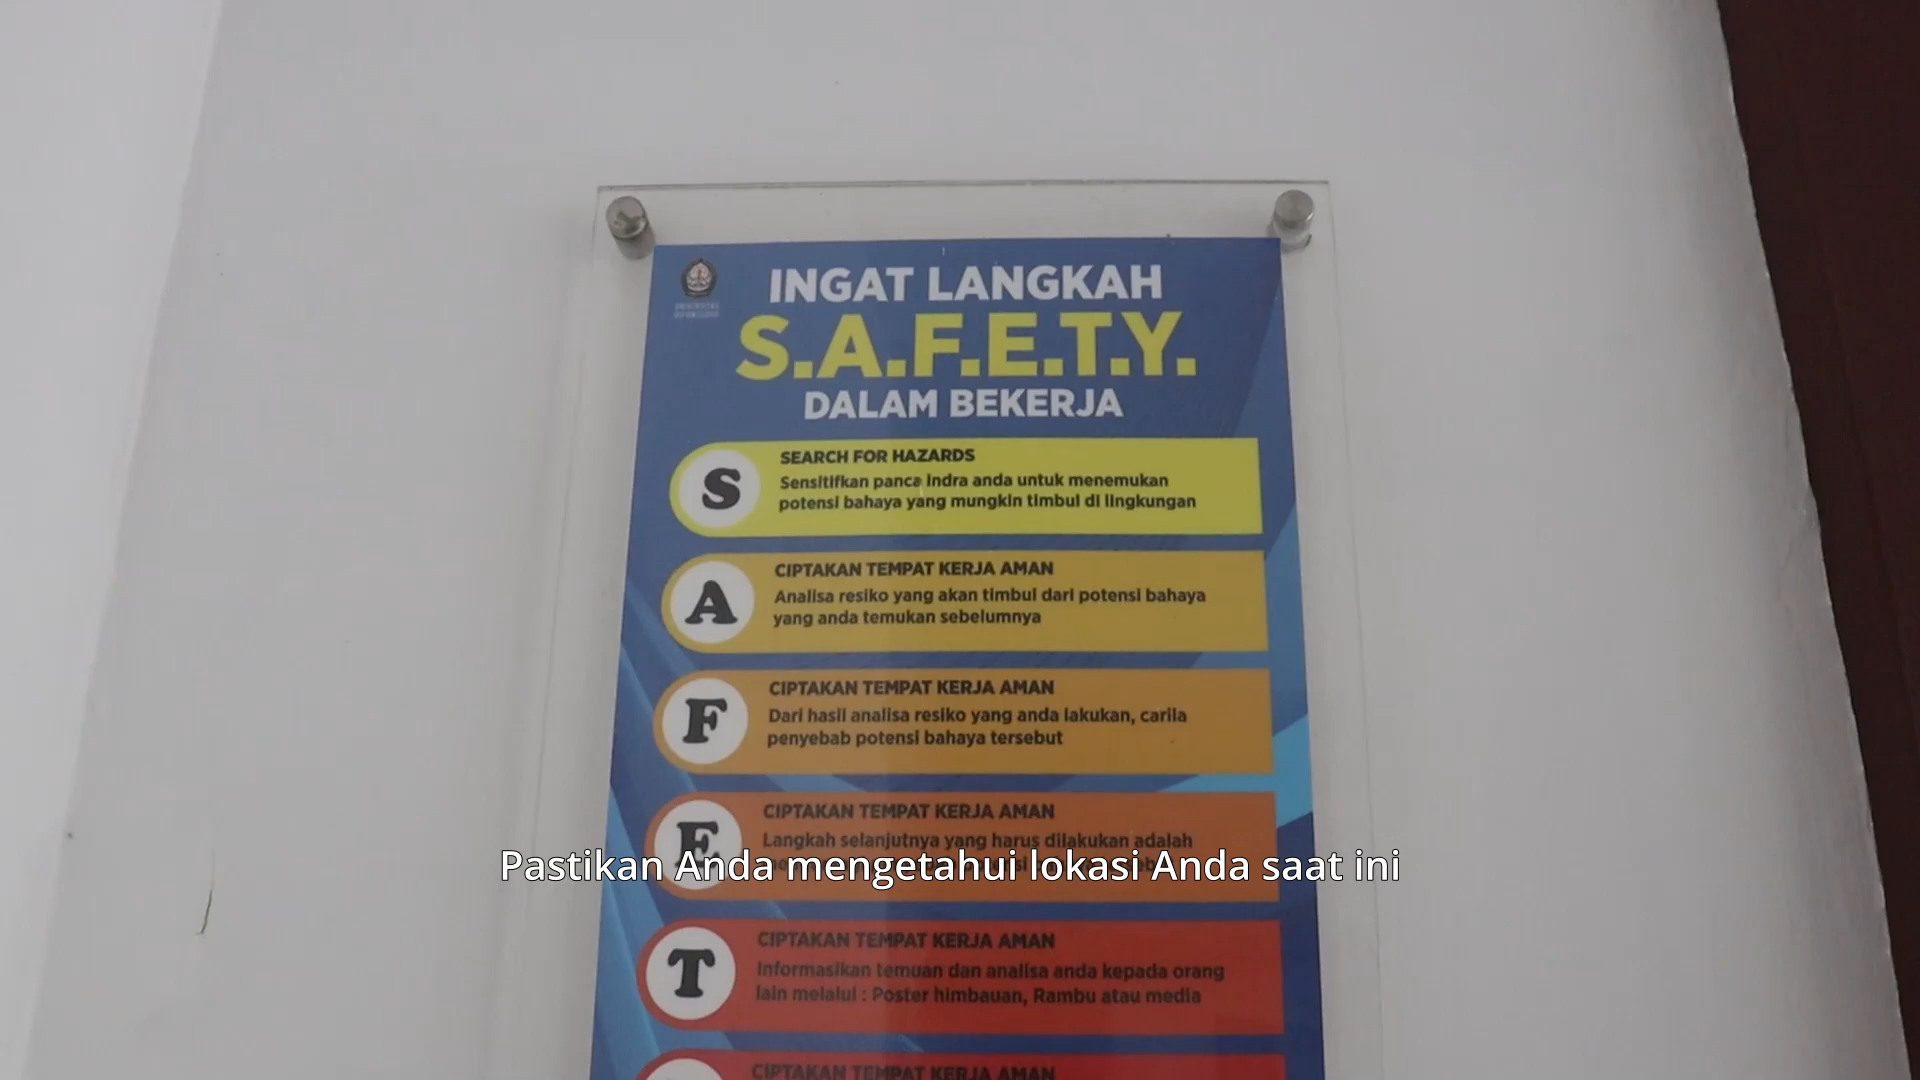 UNIVERSITAS
DIPONEGORO
INGAT LANGKAH
S.A.F.E.T.Y.
DALAM BEKERJA
S
SEARCH FOR HAZARDS
Sensitifkan panca indra anda untuk menemukan
potensi bahaya yang mungkin timbul di lingkungan
A
CIPTAKAN TEMPAT KERJA AMAN
Analisa resiko yang akan timbul dari potensi bahaya
yang anda temukan sebelumnya
F
CIPTAKAN TEMPAT KERJA AMAN
Dari hasil analisa resiko yang anda lakukan, carila
penyebab potensi bahaya tersebut
E
CIPTAKAN TEMPAT KERJA AMAN
Langkah selanjutnya yang harus dilakukan adalah
Pastikan Anda mengetahui lokasi Anda saat ini
T
CIPTAKAN TEMPAT KERJA AMAN
Informasikan temuan dan analisa anda kepada orang
lain melalui : Poster himbauan, Rambu atau media
CIPTAKAN TEMPAT KERJA AMAN